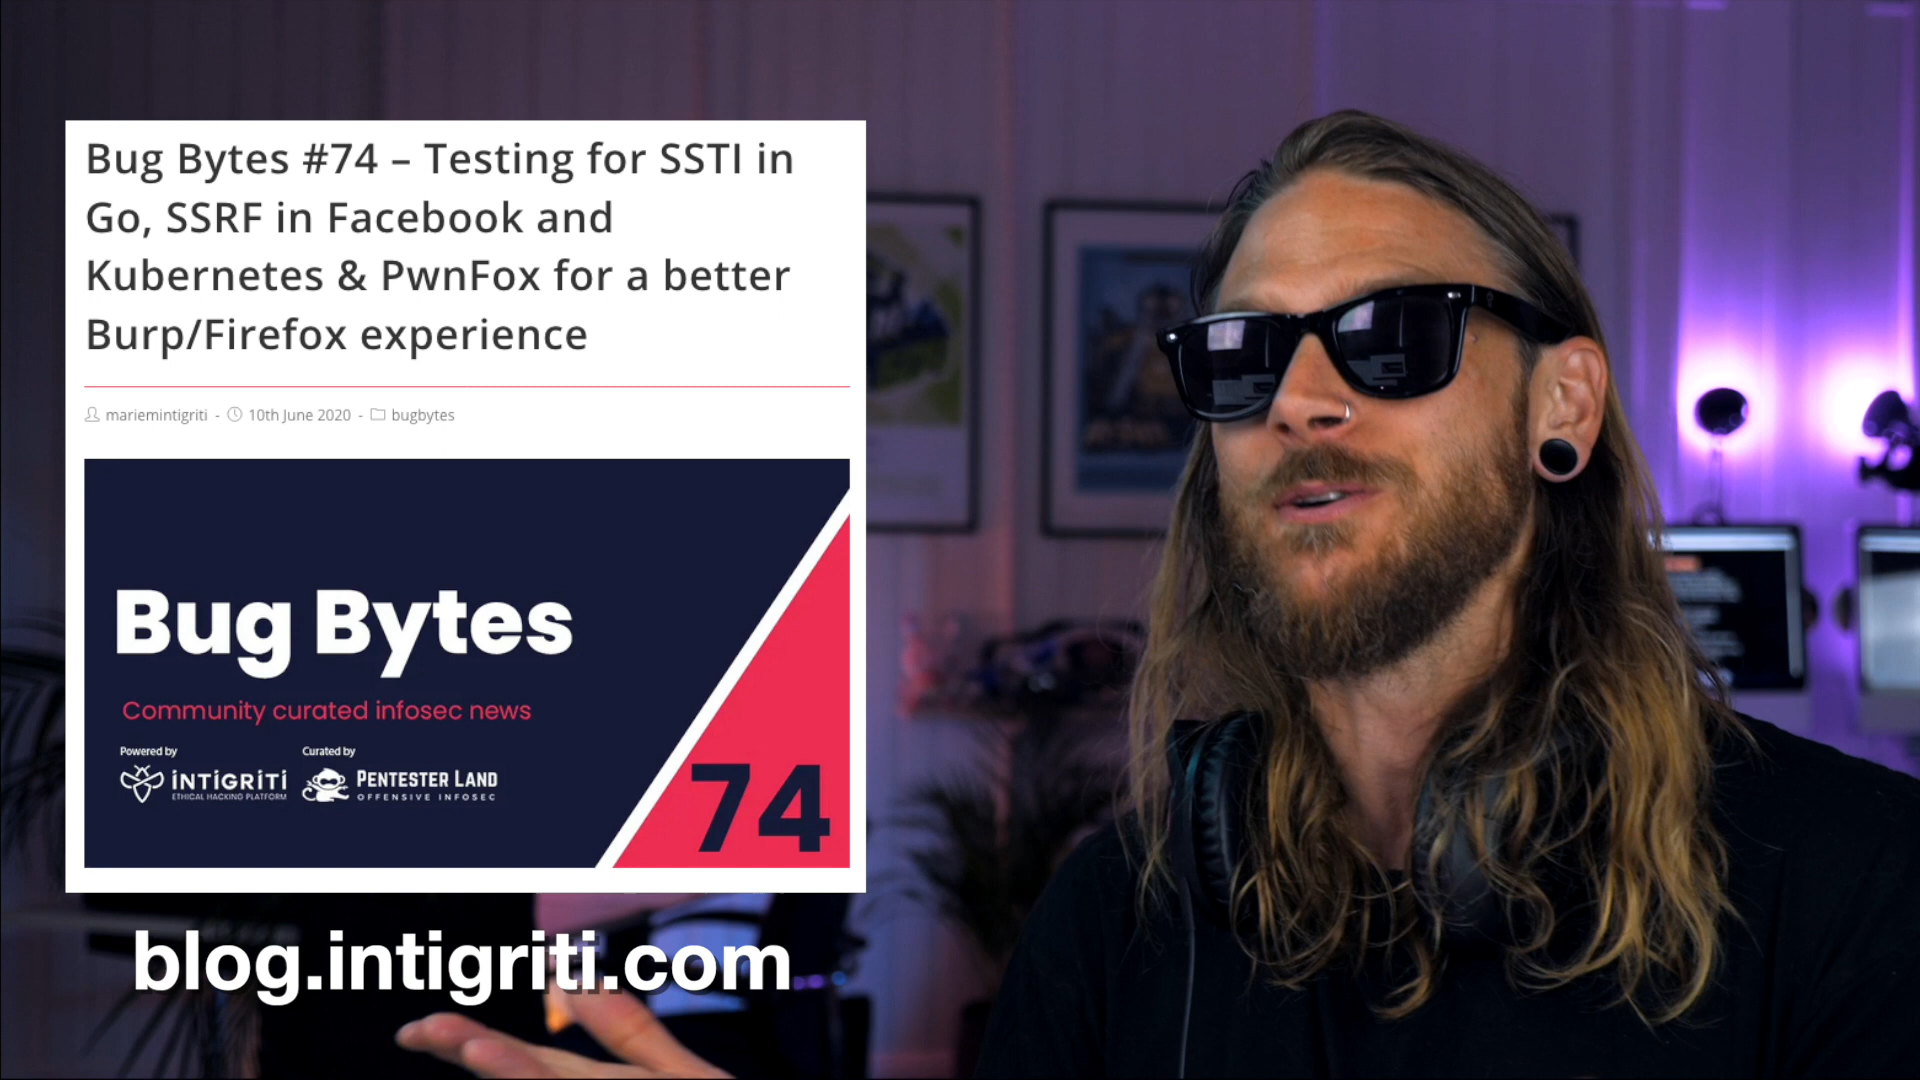 Bug Bytes #74 – Testing for SSTI in
Go, SSRF in Facebook and
Kubernetes & PwnFox for a better
Burp/Firefox experience
mariemintigriti - 10th June 2020 - bugbytes
Bug Bytes
Community curated infosec news
Powered by
INTIGRITI
ETHICAL HACKING PLATFORM
Curated by
PENTESTER LAND
OFFENSIVE INFOSEC
74
blog.intigriti.com